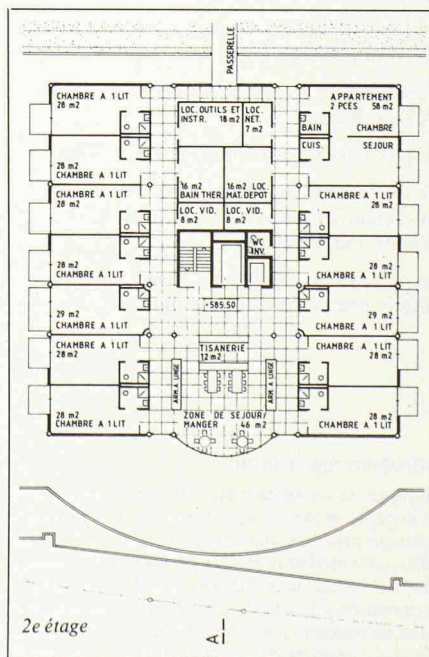 PASSERELLE
CHAMBRE A 1 LIT
28 m2
LOC. OUTILS ET
INSTR. 18 m2
LOC.
NET.
7 m2
APPARTEMENT
2 PCES 58 m2
BAIN
CHAMBRE
CUIS.
SEJOUR
28 m2
CHAMBRE A 1 LIT
CHAMBRE A 1 LIT
28 m2
16 m2
BAIN THER.
16 m2 LOC.
MAT. DEPOT
CHAMBRE A 1 LIT
28 m2
LOC. VID.
8 m2
LOC. VID.
8 m2
28 m2
CHAMBRE A 1 LIT
WC
INV.
28 m2
CHAMBRE A 1 LIT
585.50
29 m2
CHAMBRE A 1 LIT
29 m2
CHAMBRE A 1 LIT
CHAMBRE A 1 LIT
28 m2
TISANERIE
12 m2
CHAMBRE A 1 LIT
28 m2
ARM. A LINGE
ARM. A LINGE
28 m2
CHAMBRE A 1 LIT
ZONE DE SEJOUR/
MANGER 46 m2
28 m2
CHAMBRE A 1 LIT
2e étage
A